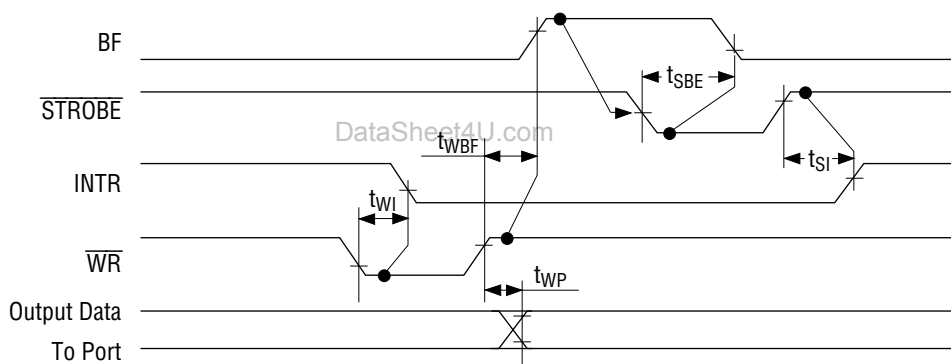 BF
tSBE
STROBE
DataSheet4U.com
tWBF
tSI
INTR
tWI
WR
tWP
Output Data
To Port